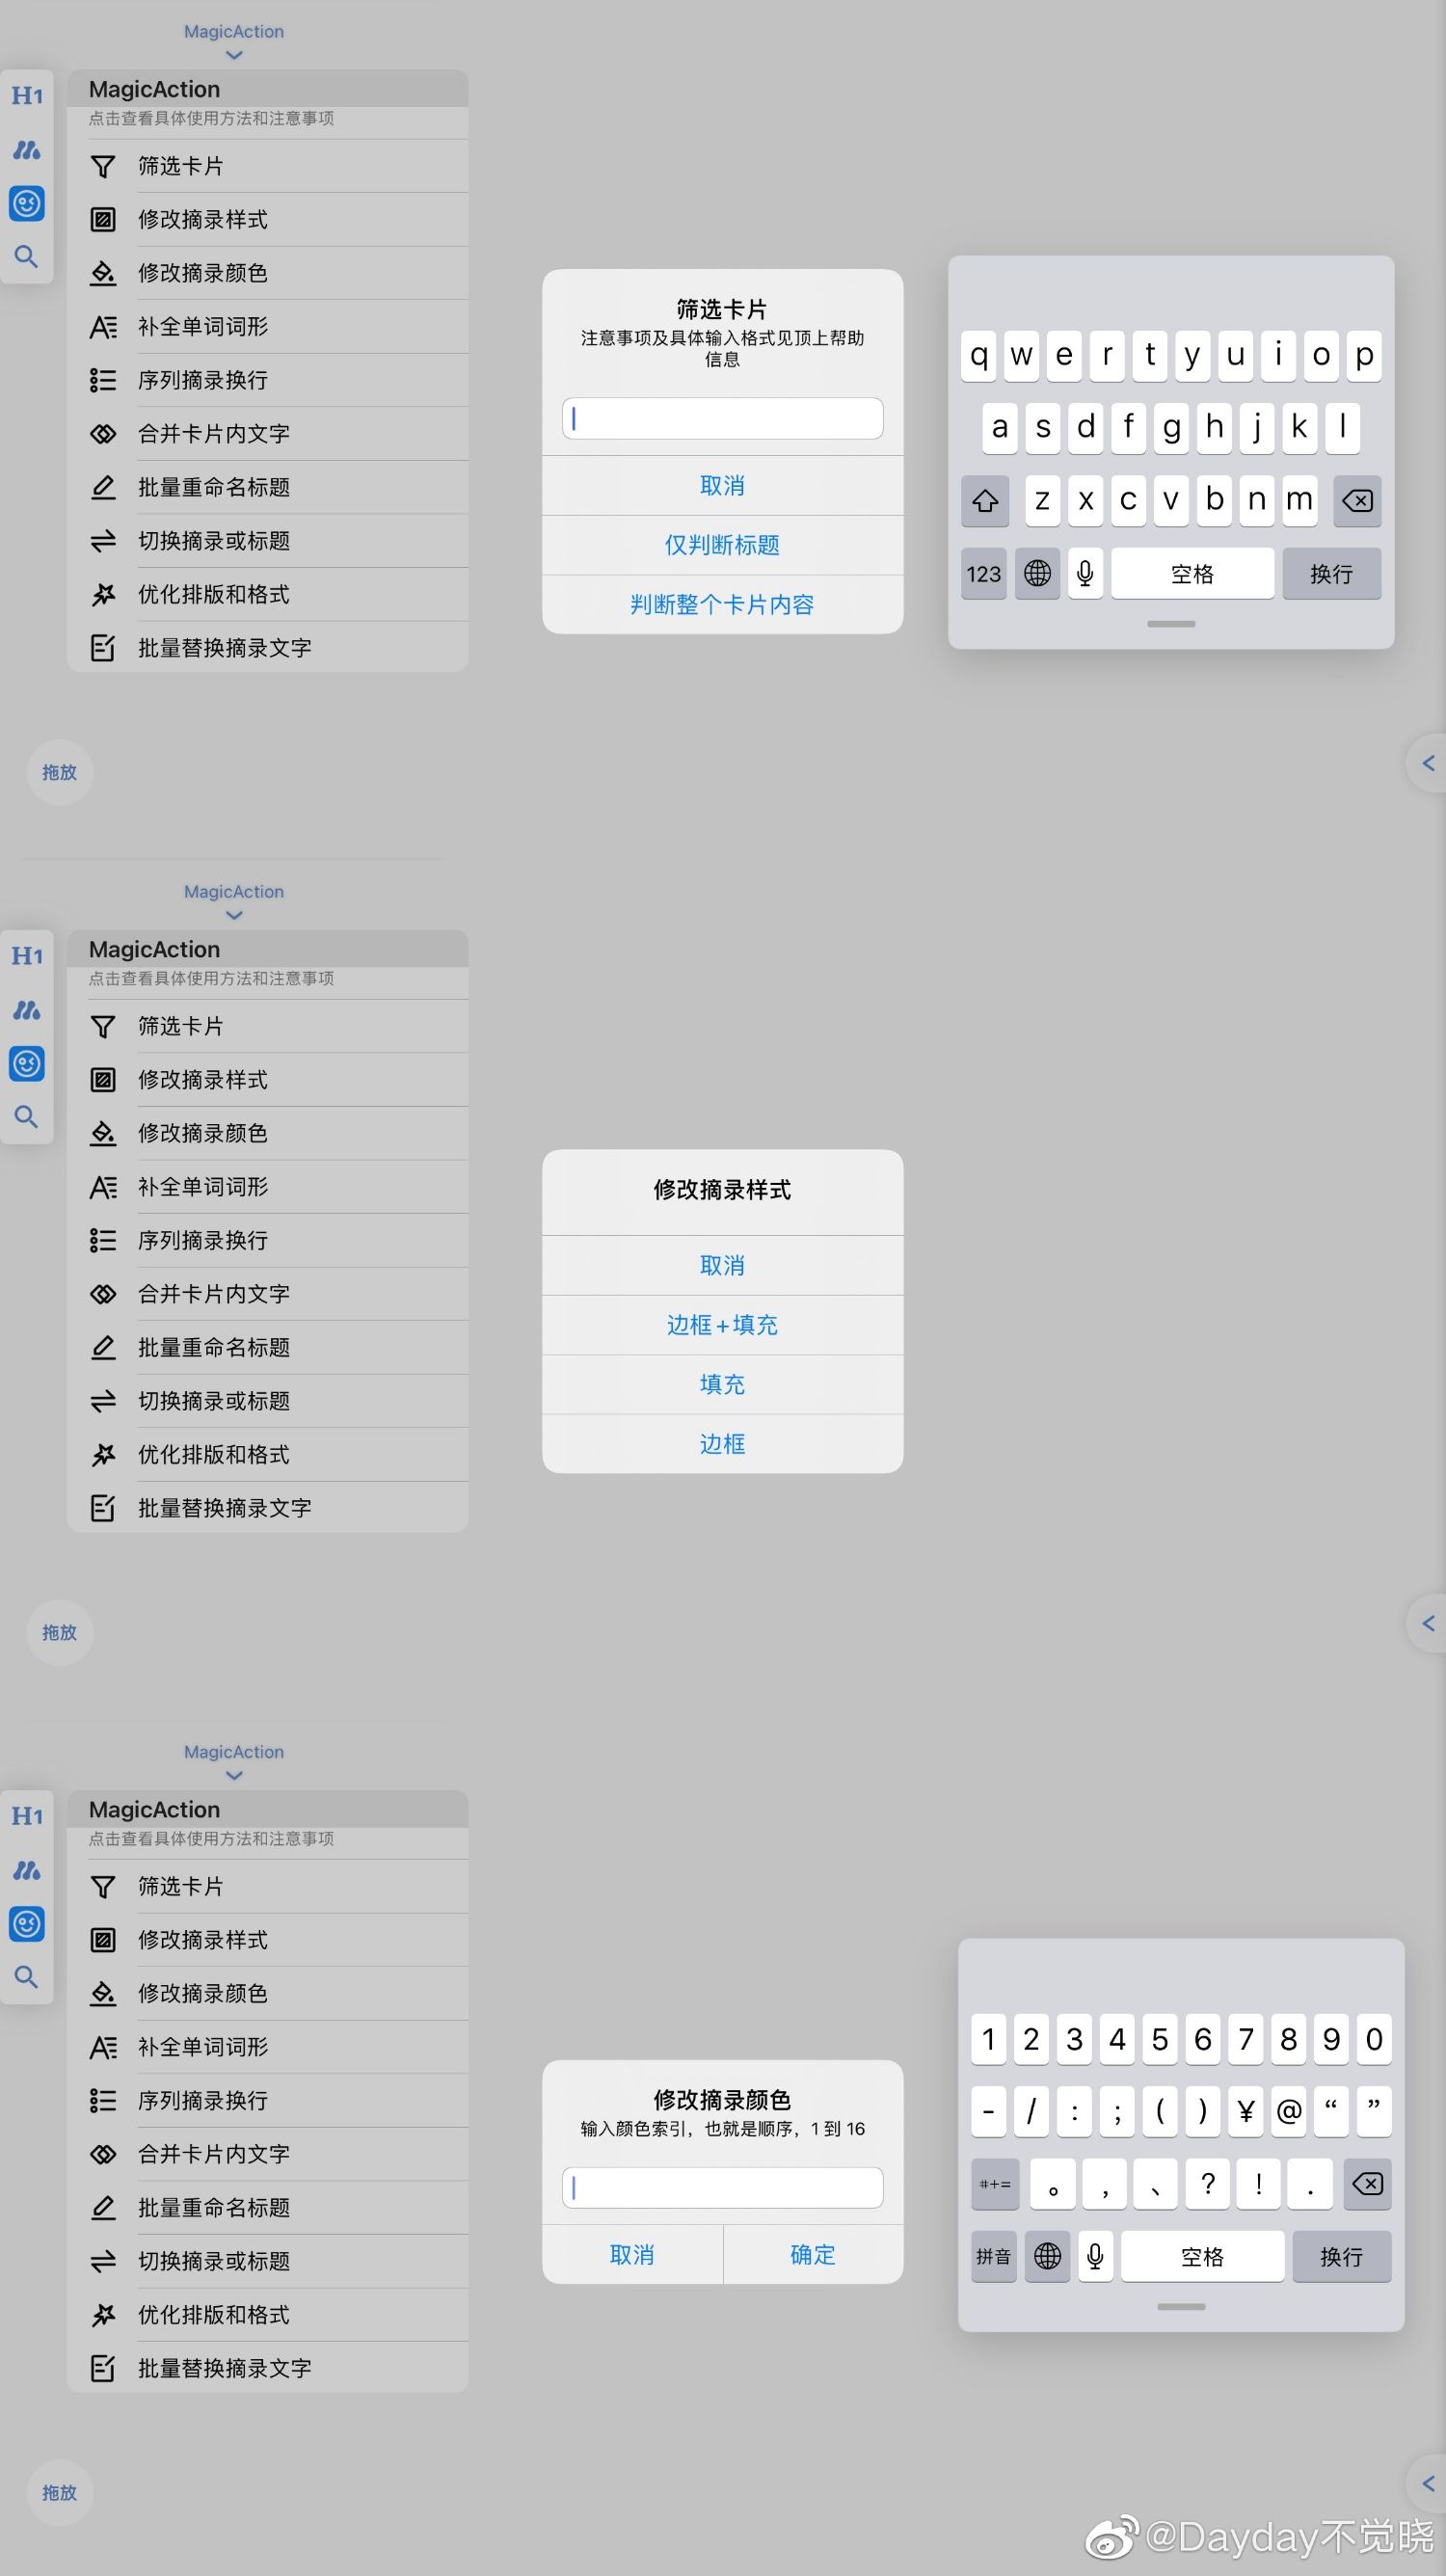 MagicAction
H1
MagicAction
点击查看具体使用方法和注意事项
筛选卡片
修改摘录样式
修改摘录颜色
补全单词词形
序列摘录换行
合并卡片内文字
批量重命名标题
切换摘录或标题
优化排版和格式
批量替换摘录文字
拖放
筛选卡片
注意事项及具体输入格式见顶上帮助
信息
取消
仅判断标题
判断整个卡片内容
q w e r t y u i o p
a s d f g h j k l
z x c v b n m
123 空格 换行
<
MagicAction
H1
MagicAction
点击查看具体使用方法和注意事项
筛选卡片
修改摘录样式
修改摘录颜色
补全单词词形
序列摘录换行
合并卡片内文字
批量重命名标题
切换摘录或标题
优化排版和格式
批量替换摘录文字
拖放
修改摘录样式
取消
边框+填充
填充
边框
<
MagicAction
H1
MagicAction
点击查看具体使用方法和注意事项
筛选卡片
修改摘录样式
修改摘录颜色
补全单词词形
序列摘录换行
合并卡片内文字
批量重命名标题
切换摘录或标题
优化排版和格式
批量替换摘录文字
拖放
修改摘录颜色
输入颜色索引，也就是顺序，1 到 16
取消 确定
1 2 3 4 5 6 7 8 9 0
- / : ; ( ) ¥ @ “ ”
#+= 。 , 、 ? ! .
拼音 空格 换行
<
@Dayday不觉晓